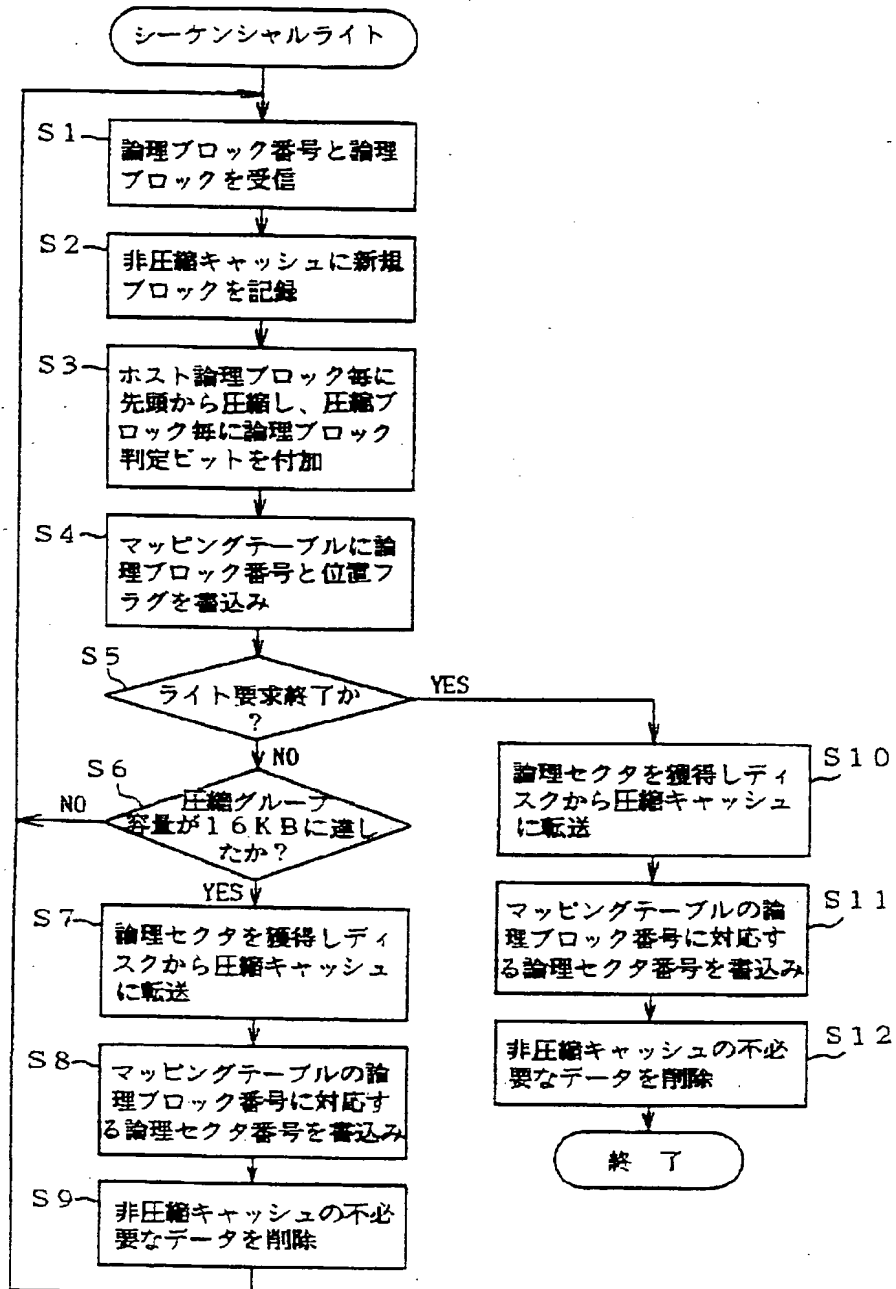 シーケンシャルライト
S1
論理ブロック番号と論理
ブロックを受信
S2
非圧縮キャッシュに新規
ブロックを記録
S3
ホスト論理ブロック毎に
先頭から圧縮し、圧縮ブ
ロック毎に論理ブロック
判定ビットを付加
S4
マッピングテーブルに論
理ブロック番号と位置フ
ラグを書込み
S5
ライト要求終了か
?
YES
NO
S6
圧縮グループ
容量が16KBに達し
たか?
NO
YES
S7
論理セクタを獲得しディ
スクから圧縮キャッシュ
に転送
S8
マッピングテーブルの論
理ブロック番号に対応す
る論理セクタ番号を書込み
S9
非圧縮キャッシュの不必
要なデータを削除
S10
論理セクタを獲得しディ
スクから圧縮キャッシュ
に転送
S11
マッピングテーブルの論
理ブロック番号に対応す
る論理セクタ番号を書込み
S12
非圧縮キャッシュの不必
要なデータを削除
終了